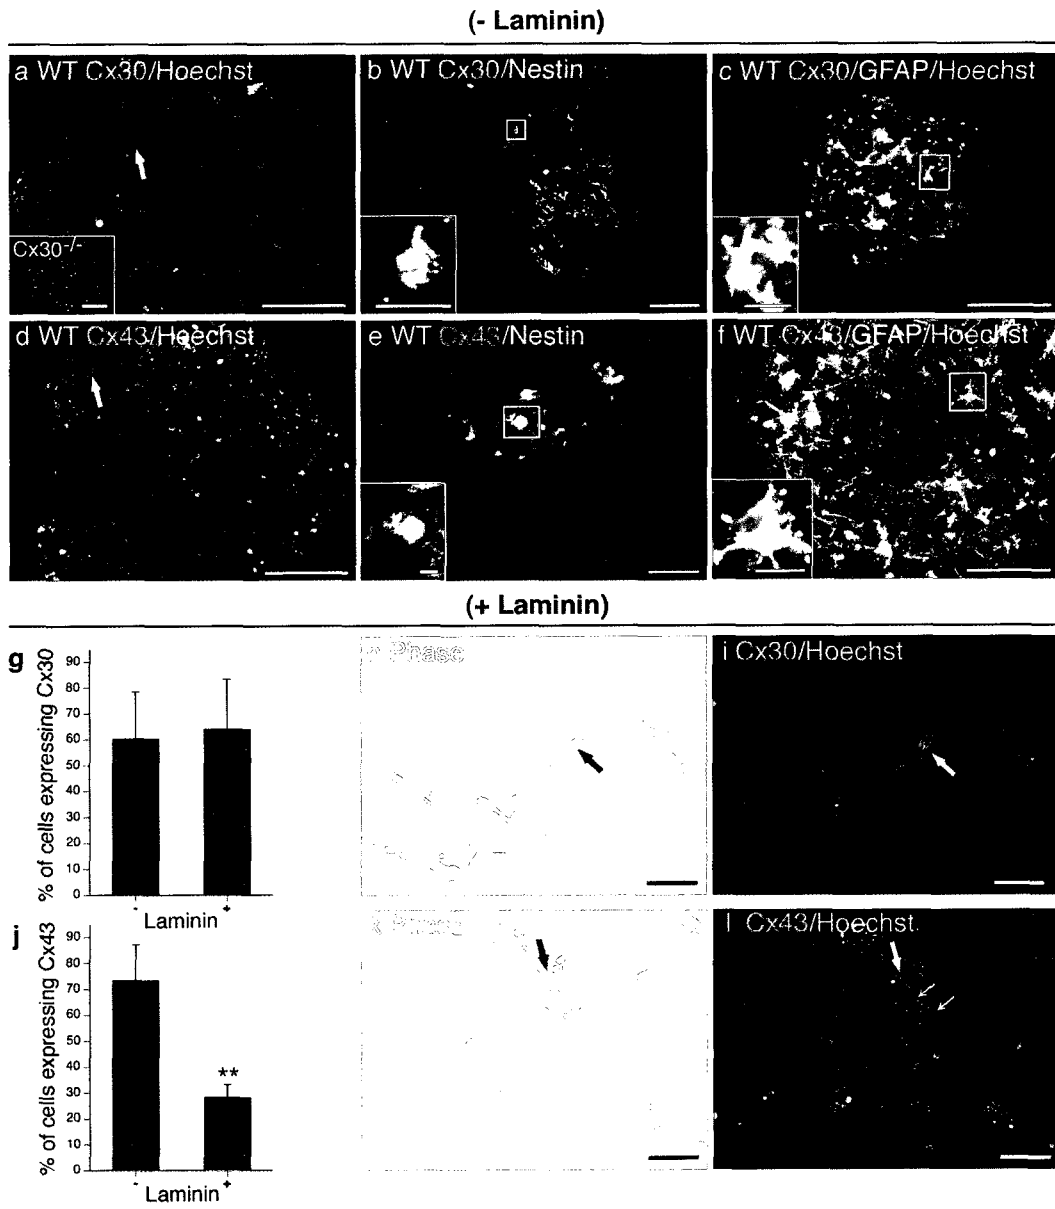 (- Laminin)
a WT Cx30/Hoechst
b WT Cx30/Nestin
c WT Cx30/GFAP/Hoechst
Cx30-/-
d WT Cx43/Hoechst
e WT Cx43/Nestin
f WT Cx43/GFAP/Hoechst
(+ Laminin)
g
% of cells expressing Cx30
90
80
70
60
50
40
30
20
10
0
- Laminin +
h Phase
i Cx30/Hoechst
j
% of cells expressing Cx43
90
80
70
60
50
40
30
20
10
0
**
- Laminin +
k Phase
l Cx43/Hoechst